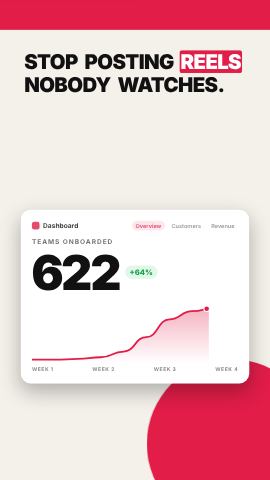 STOP POSTING REELS
NOBODY WATCHES.
Dashboard
Overview Customers Revenue
TEAMS ONBOARDED
622 +64%
WEEK 1 WEEK 2 WEEK 3 WEEK 4